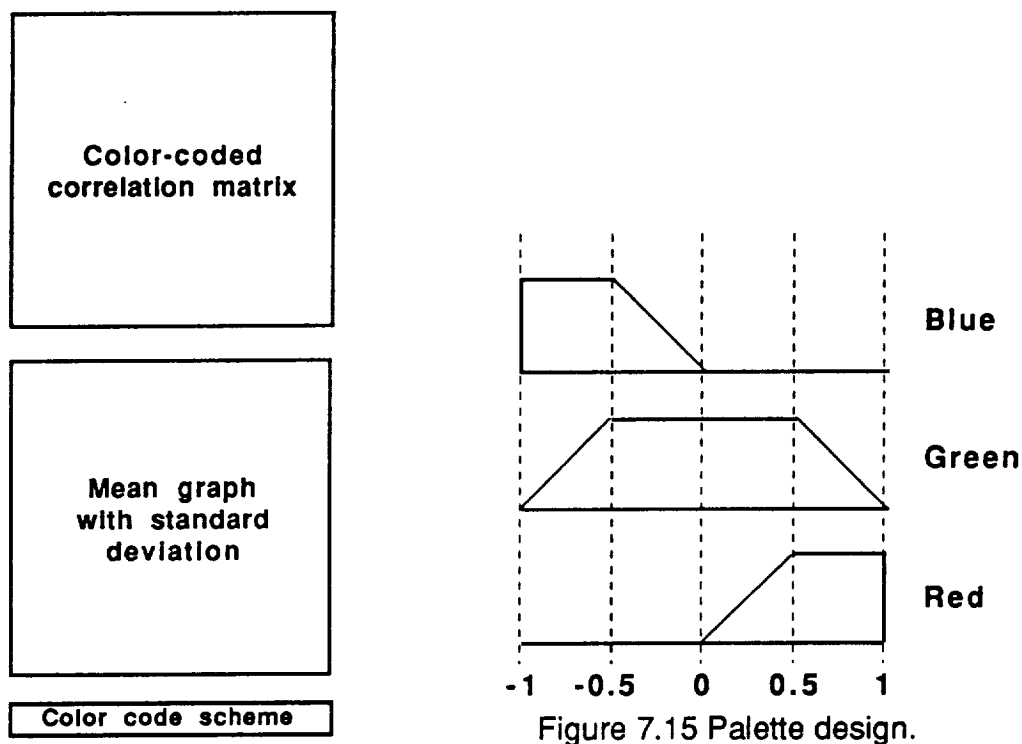 Color-coded
correlation matrix
Mean graph
with standard
deviation
Color code scheme
Blue
Green
Red
-1 -0.5 0 0.5 1
Figure 7.15 Palette design.